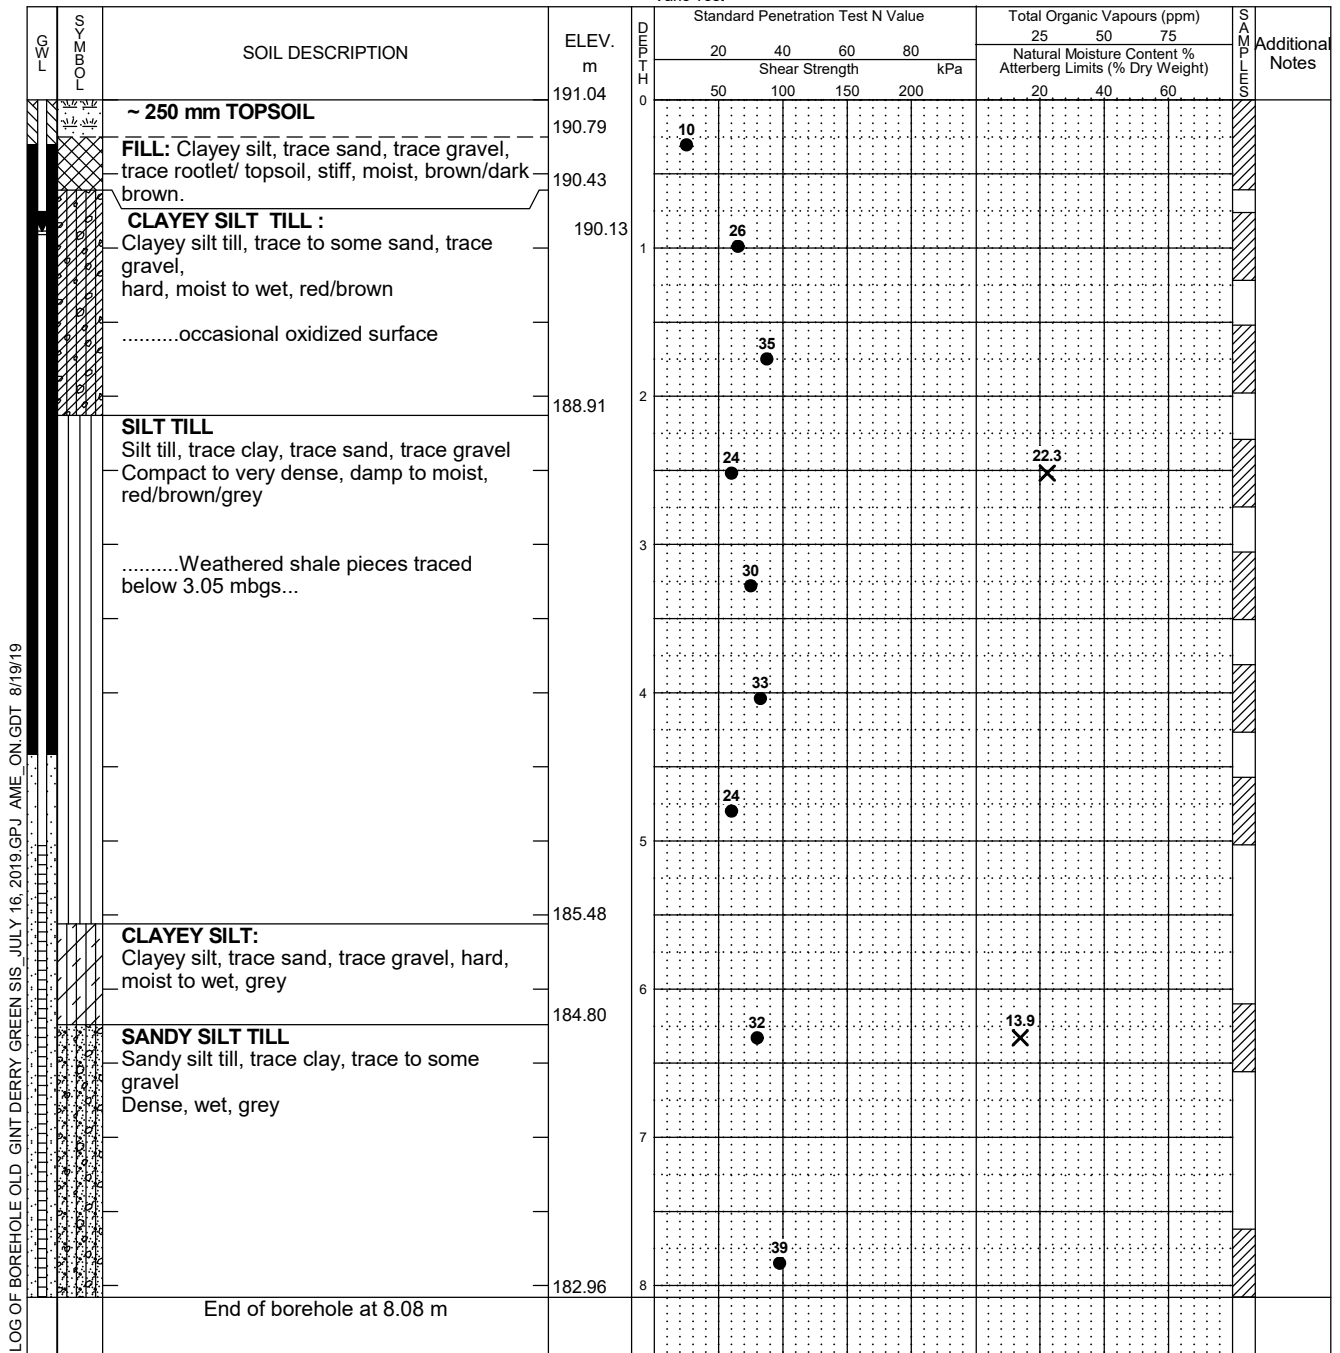 Standard Penetration Test N Value
Total Organic Vapours (ppm)
GWL
SYMBOL
SOIL DESCRIPTION
ELEV.
m
DEPTH
20 40 60 80
25 50 75
Shear Strength kPa
Natural Moisture Content %
Atterberg Limits (% Dry Weight)
50 100 150 200
20 40 60
SAMPLES
Additional
Notes
191.04
0
~ 250 mm TOPSOIL
190.79
10
FILL: Clayey silt, trace sand, trace gravel,
trace rootlet/ topsoil, stiff, moist, brown/dark
brown.
190.43
CLAYEY SILT TILL :
190.13
Clayey silt till, trace to some sand, trace
gravel,
hard, moist to wet, red/brown
26
1
.........occasional oxidized surface
35
2
188.91
SILT TILL
Silt till, trace clay, trace sand, trace gravel
Compact to very dense, damp to moist,
red/brown/grey
24
22.3
3
..........Weathered shale pieces traced
below 3.05 mbgs...
30
33
4
24
5
185.48
CLAYEY SILT:
Clayey silt, trace sand, trace gravel, hard,
moist to wet, grey
6
184.80
SANDY SILT TILL
Sandy silt till, trace clay, trace to some
gravel
Dense, wet, grey
32
13.9
7
39
182.96
8
End of borehole at 8.08 m
LOG OF BOREHOLE OLD GINT DERRY GREEN SIS_JULY 16, 2019.GPJ AME_ON.GDT 8/19/19